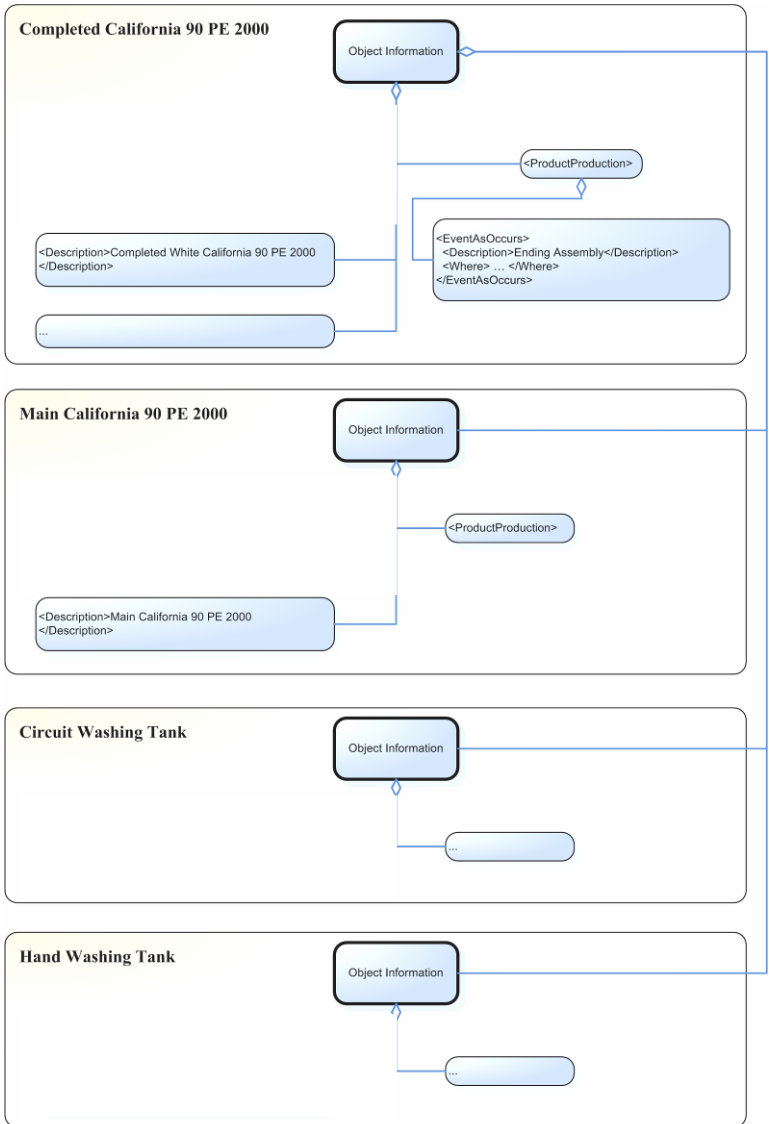 Completed California 90 PE 2000
Object Information
<ProductProduction>
<EventAsOccurs>
<Description>Ending Assembly</Description>
<Where> ... </Where>
</EventAsOccurs>
<Description>Completed White California 90 PE 2000
</Description>
...
Main California 90 PE 2000
Object Information
<ProductProduction>
<Description>Main California 90 PE 2000
</Description>
Circuit Washing Tank
Object Information
...
Hand Washing Tank
Object Information
...